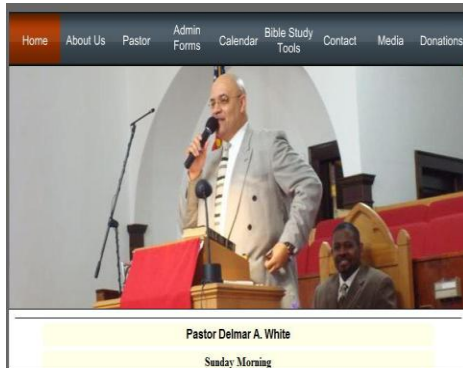 Home About Us Pastor Admin Forms Calendar Bible Study Tools Contact Media Donations
Pastor Delmar A. White
Sunday Morning